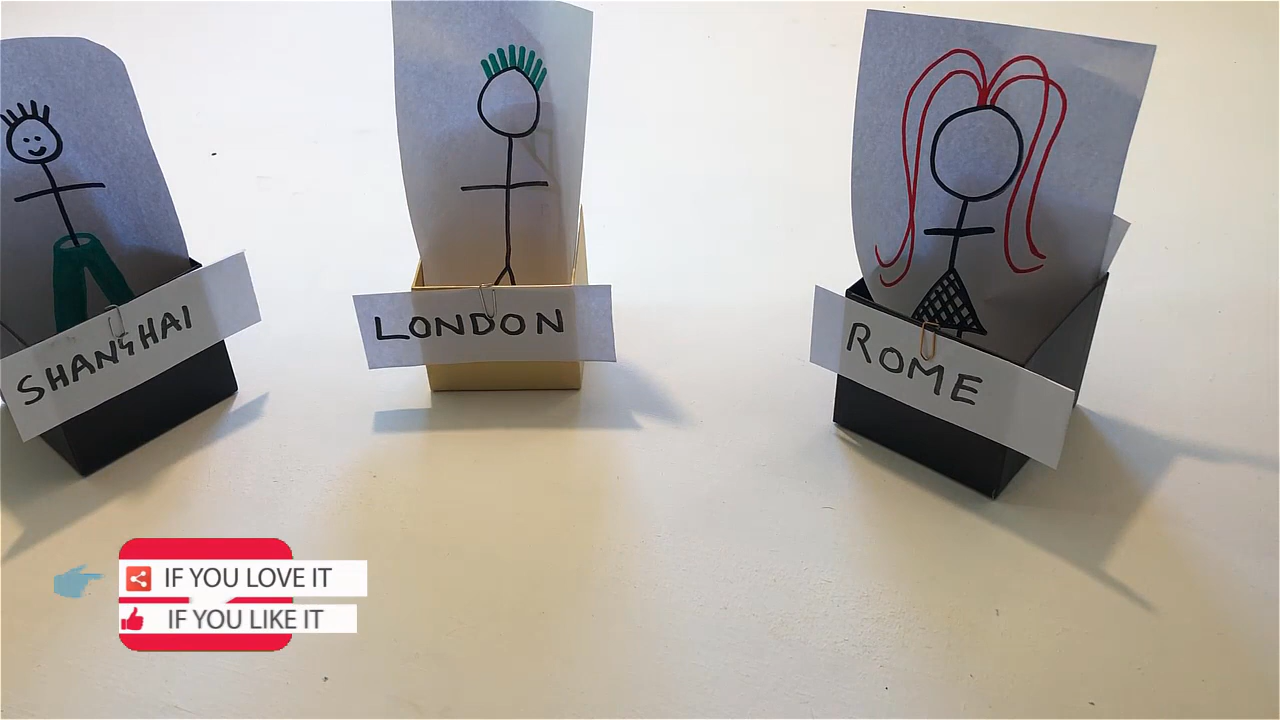 SHANGHAI
LONDON
ROME
IF YOU LOVE IT
IF YOU LIKE IT